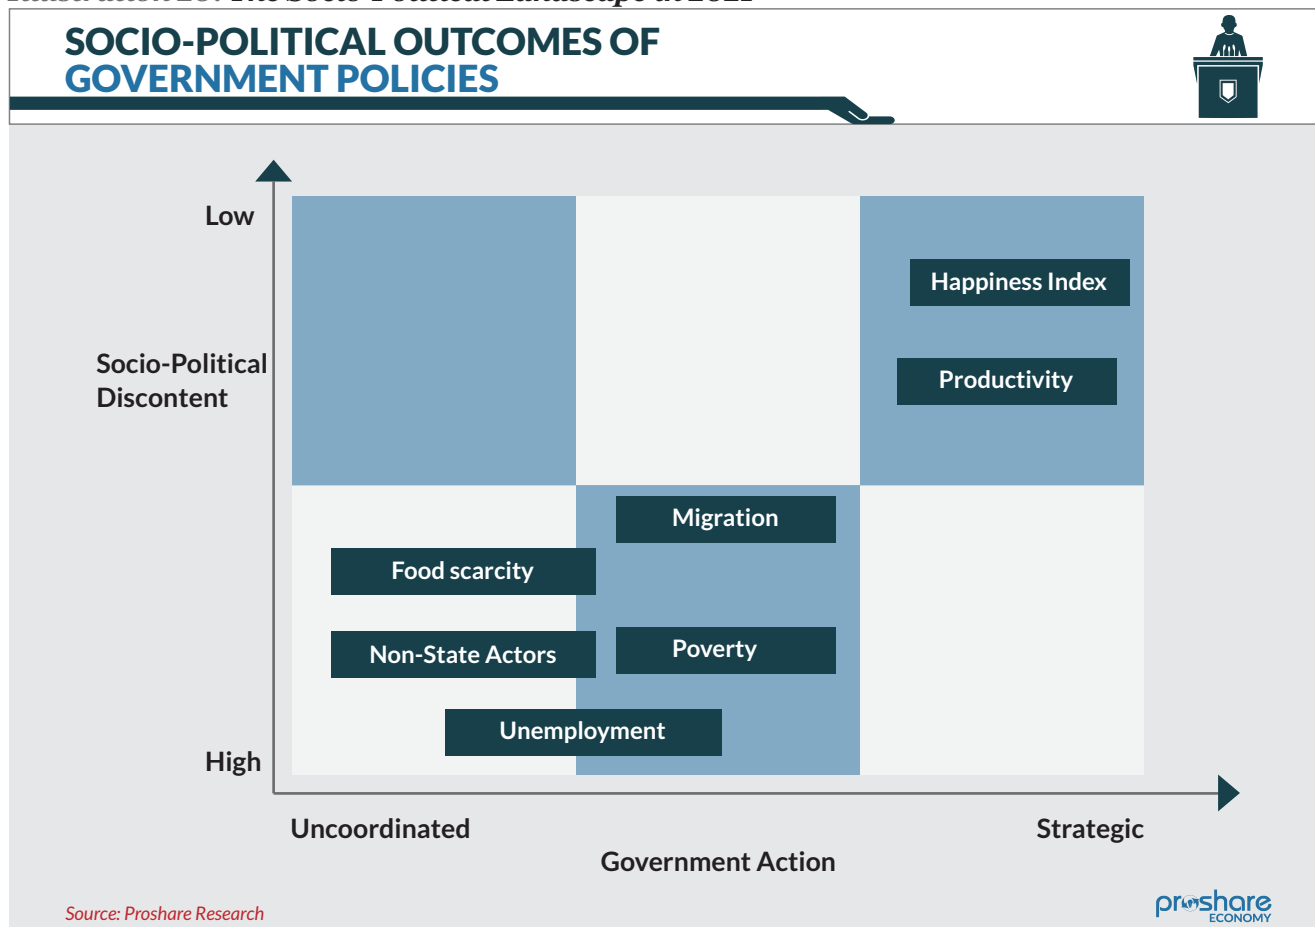 SOCIO-POLITICAL OUTCOMES OF
GOVERNMENT POLICIES
Low
Happiness Index
Socio-Political
Discontent
Productivity
Migration
Food scarcity
Non-State Actors
Poverty
Unemployment
High
Uncoordinated
Strategic
Government Action
Source: Proshare Research
proshare
ECONOMY